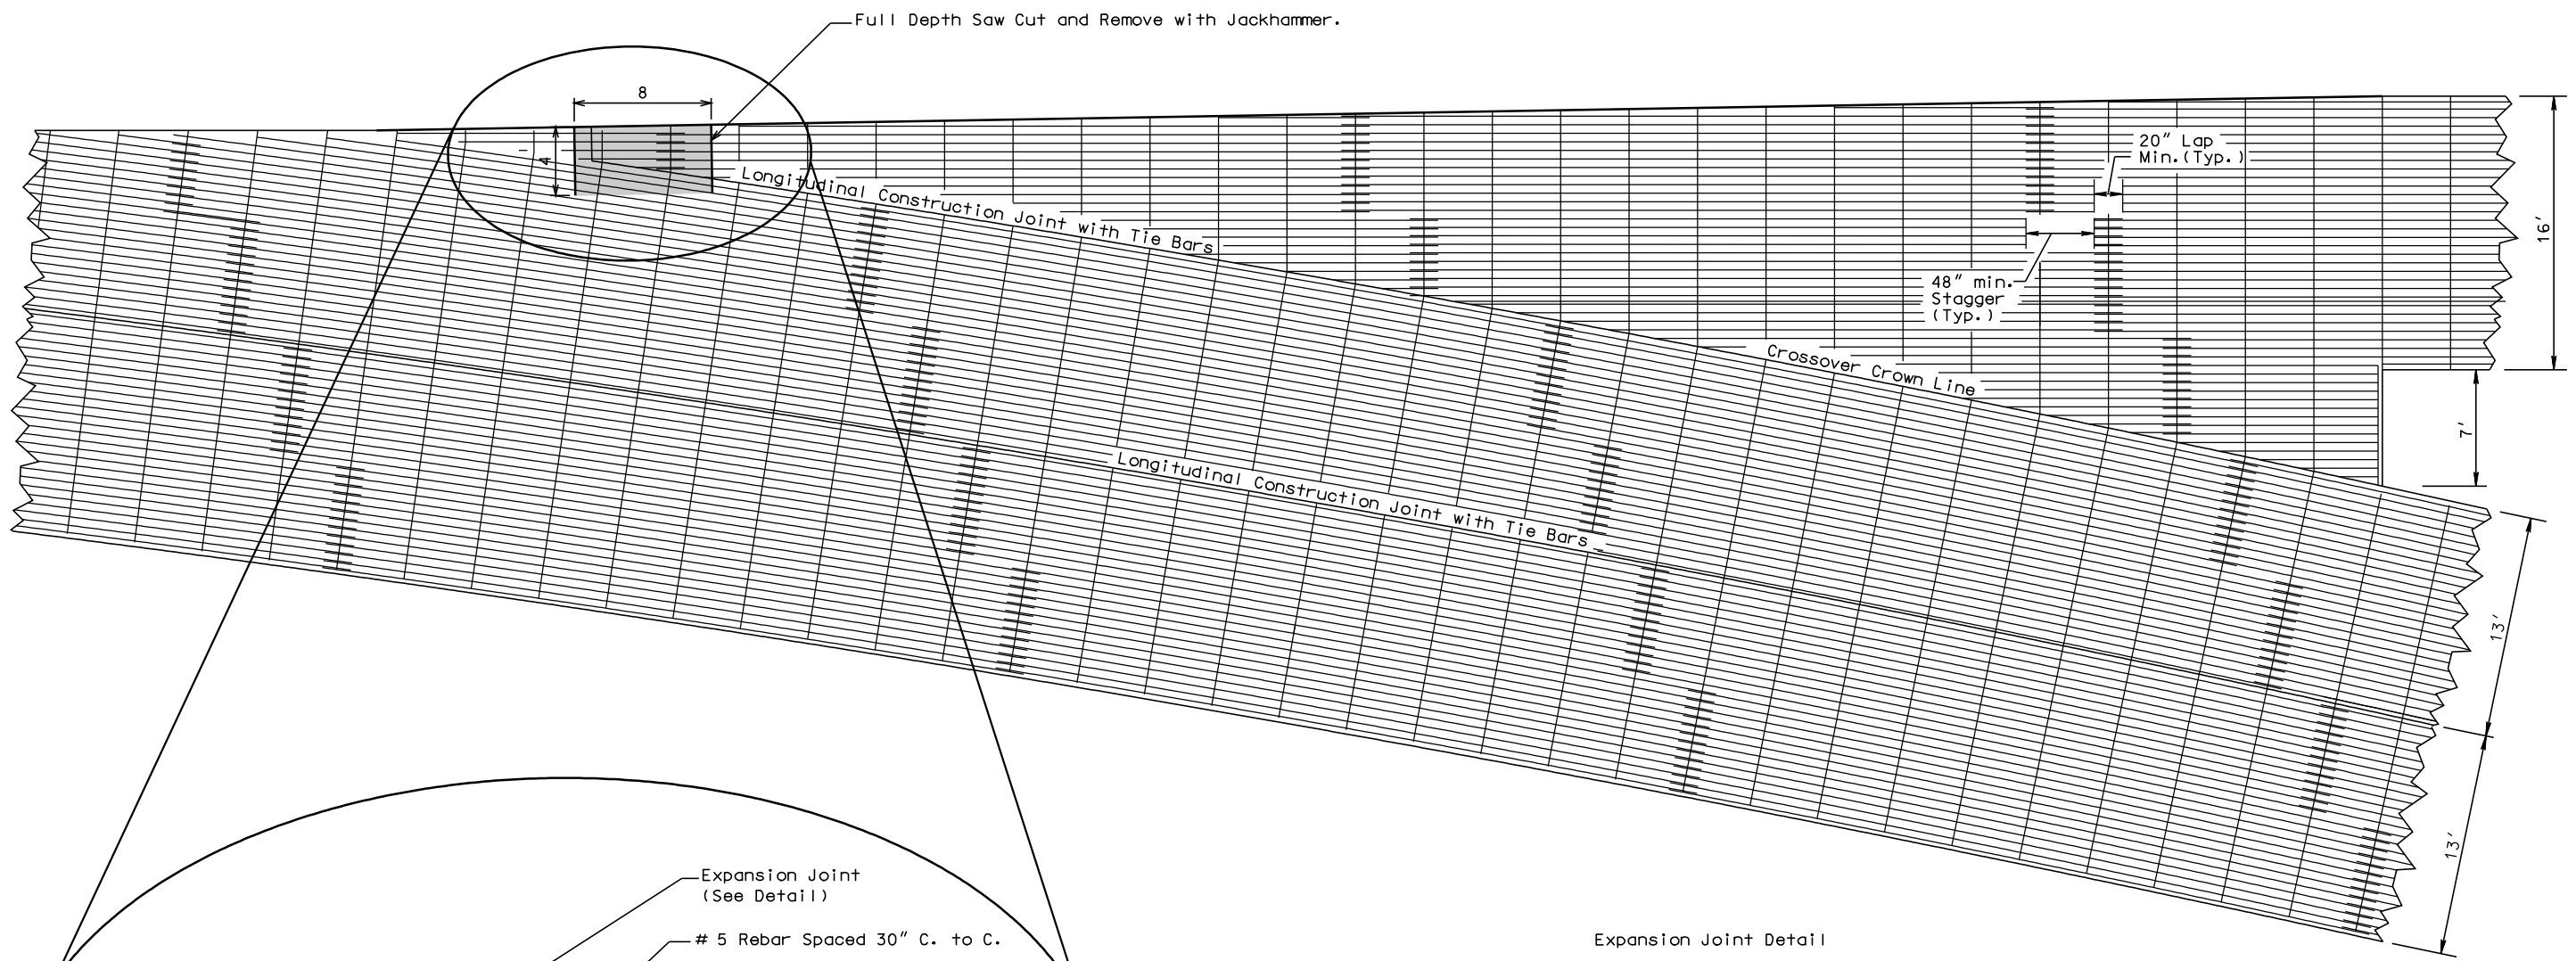 Full Depth Saw Cut and Remove with Jackhammer.
8
4
20" Lap
Min.(Typ.)
16'
Longitudinal Construction Joint with Tie Bars
48" min.
Stagger
(Typ.)
Crossover Crown Line
7'
Longitudinal Construction Joint with Tie Bars
13'
13'
Expansion Joint
(See Detail)
# 5 Rebar Spaced 30" C. to C.
Expansion Joint Detail